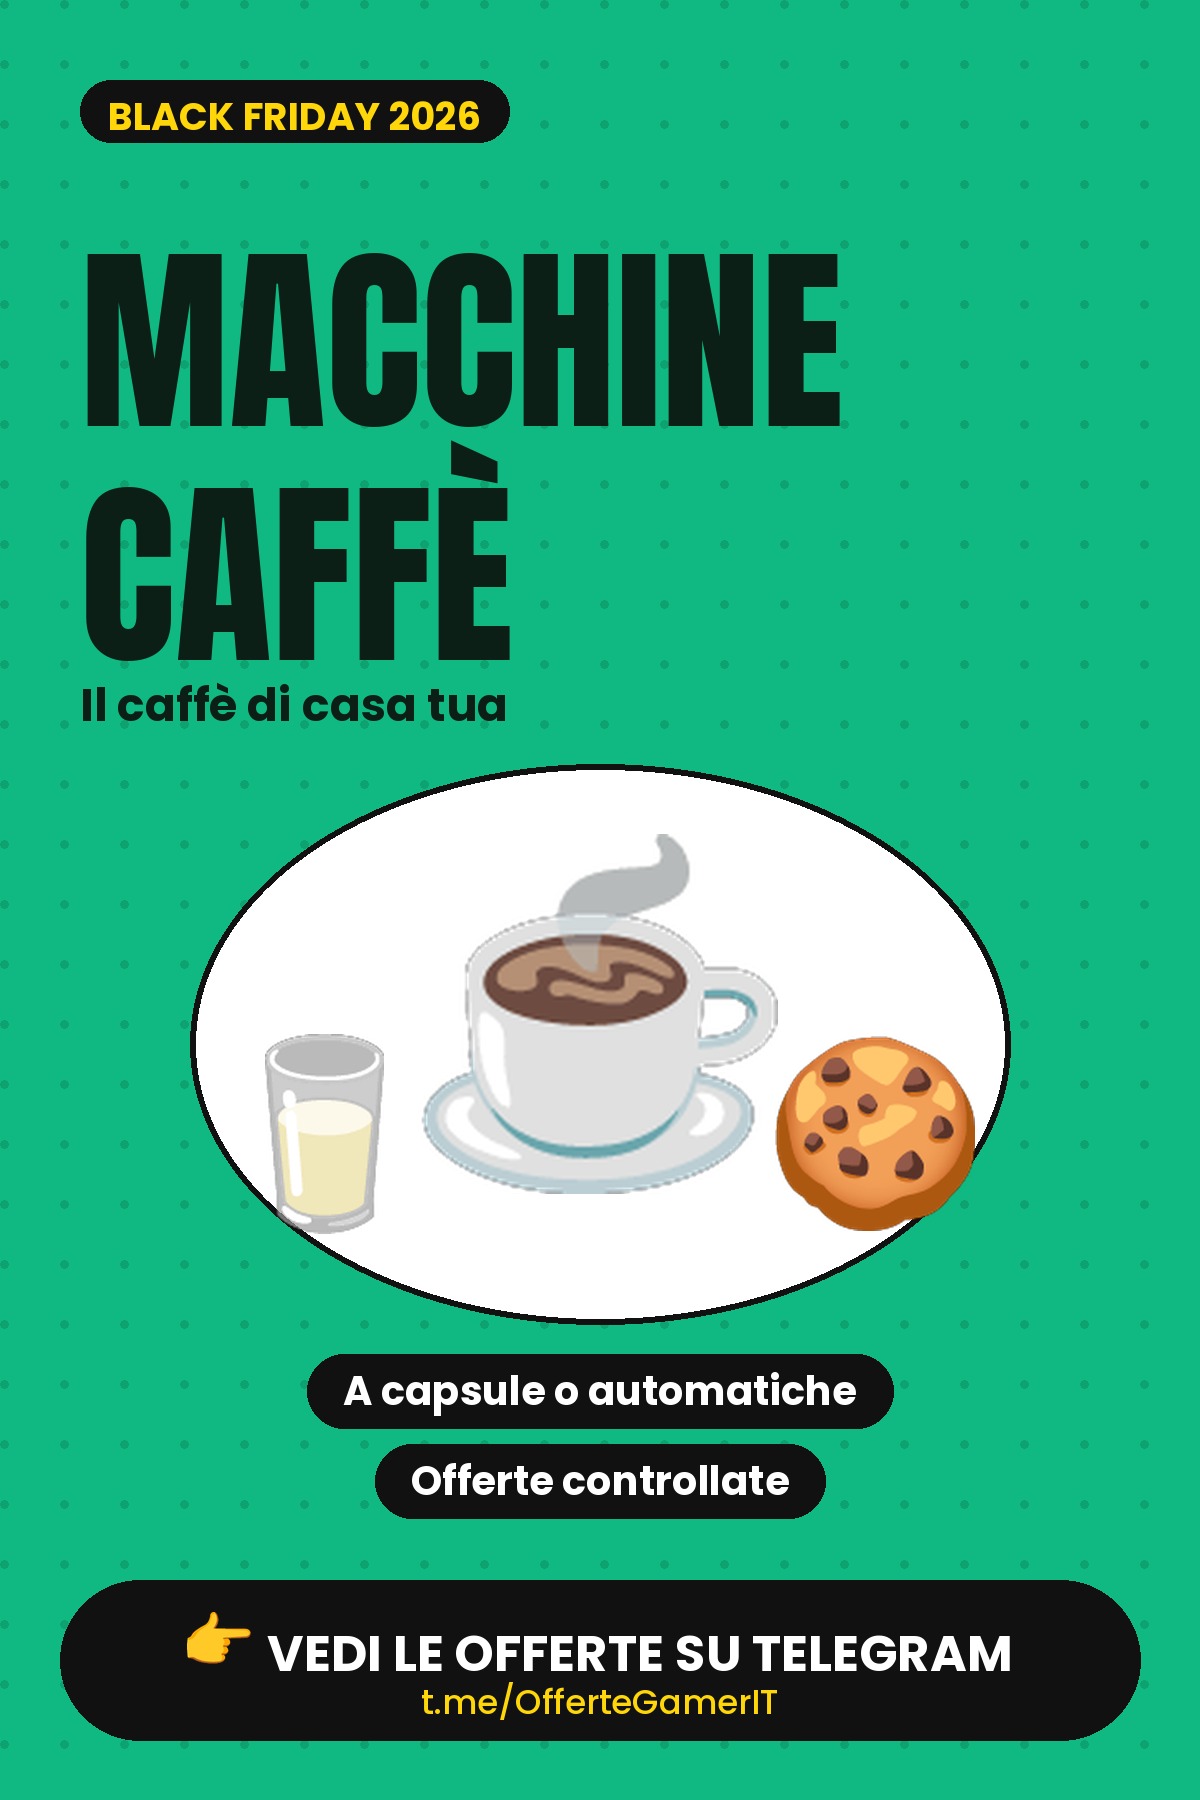 BLACK FRIDAY 2026
MACCHINE
CAFFÈ
Il caffè di casa tua
A capsule o automatiche
Offerte controllate
👉 VEDI LE OFFERTE SU TELEGRAM
t.me/OfferteGamerIT